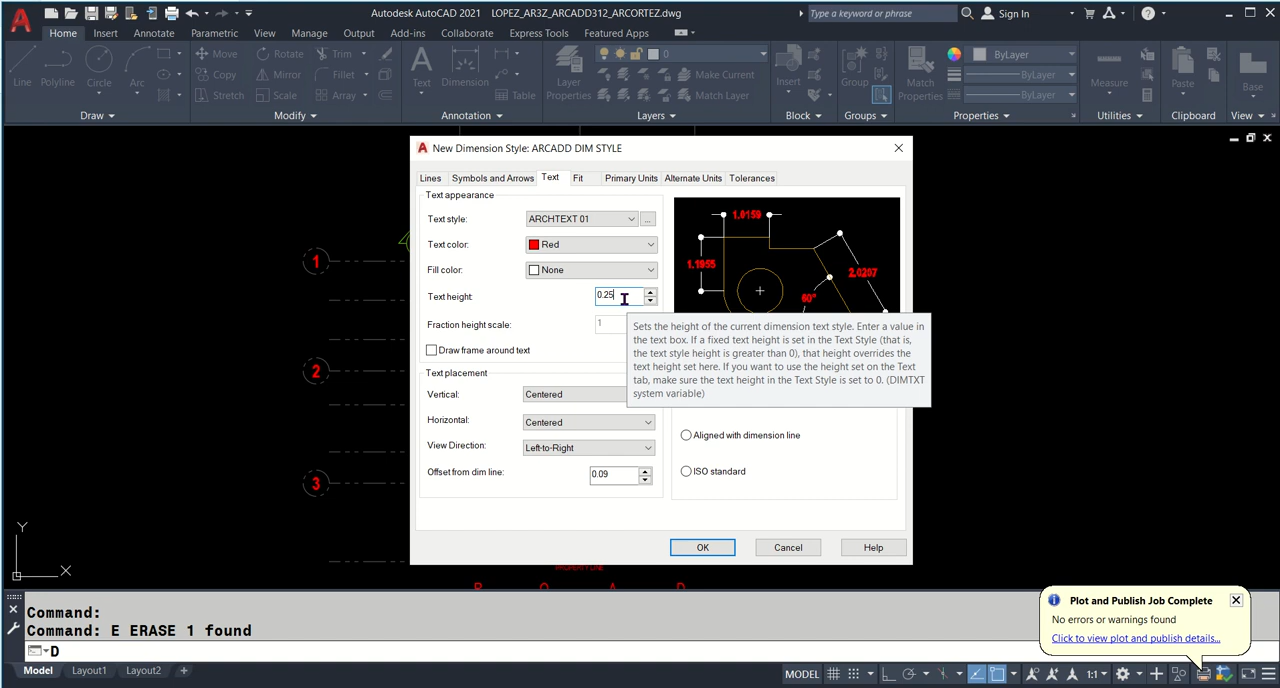 Autodesk AutoCAD 2021 LOPEZ_AR3Z_ARCADD312_ARCORTEZ.dwg
Type a keyword or phrase
Sign In
Home Insert Annotate Parametric View Manage Output Add-ins Collaborate Express Tools Featured Apps
Line Polyline Circle Arc
Move Rotate Trim
Copy Mirror Fillet
Stretch Scale Array
Text Dimension Table
Layer Properties
0
Make Current
Match Layer
Insert
Group
Match Properties
ByLayer
ByLayer
ByLayer
Measure
Paste
Base
Draw Modify Annotation Layers Block Groups Properties Utilities Clipboard View
New Dimension Style: ARCADD DIM STYLE
Lines Symbols and Arrows Text Fit Primary Units Alternate Units Tolerances
Text appearance
Text style: ARCHTEXT 01 ...
Text color: Red
Fill color: None
Text height: 0.25
Fraction height scale: 1
Draw frame around text
Text placement
Vertical: Centered
Horizontal: Centered
View Direction: Left-to-Right
Offset from dim line: 0.09
1.0159
1.1955
2.0207
60°
Sets the height of the current dimension text style. Enter a value in
the text box. If a fixed text height is set in the Text Style (that is,
the text style height is greater than 0), that height overrides the
text height set here. If you want to use the height set on the Text
tab, make sure the text height in the Text Style is set to 0. (DIMTXT
system variable)
Aligned with dimension line
ISO standard
OK Cancel Help
1
2
3
Y
X
PROPERTY LINE
R O A D
Command:
Command: E ERASE 1 found
D
Plot and Publish Job Complete
No errors or warnings found
Click to view plot and publish details...
Model Layout1 Layout2 +
MODEL 1:1